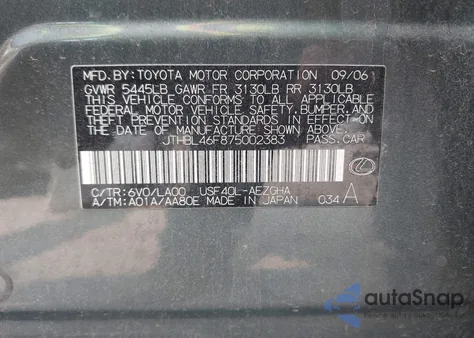 MFD. BY: TOYOTA MOTOR CORPORATION 09/06
GVWR 5445LB GAWR FR 3130LB RR 3130LB
THIS VEHICLE CONFORMS TO ALL APPLICABLE
FEDERAL MOTOR VEHICLE SAFETY, BUMPER, AND
THEFT PREVENTION STANDARDS IN EFFECT ON
THE DATE OF MANUFACTURE SHOWN ABOVE.
JTHBL46F875002383 PASS. CAR
C/TR: 6V0/LA00 USF40L-AEZGHA
A/TM: A01A/AA80E MADE IN JAPAN 034 A
autoSnap